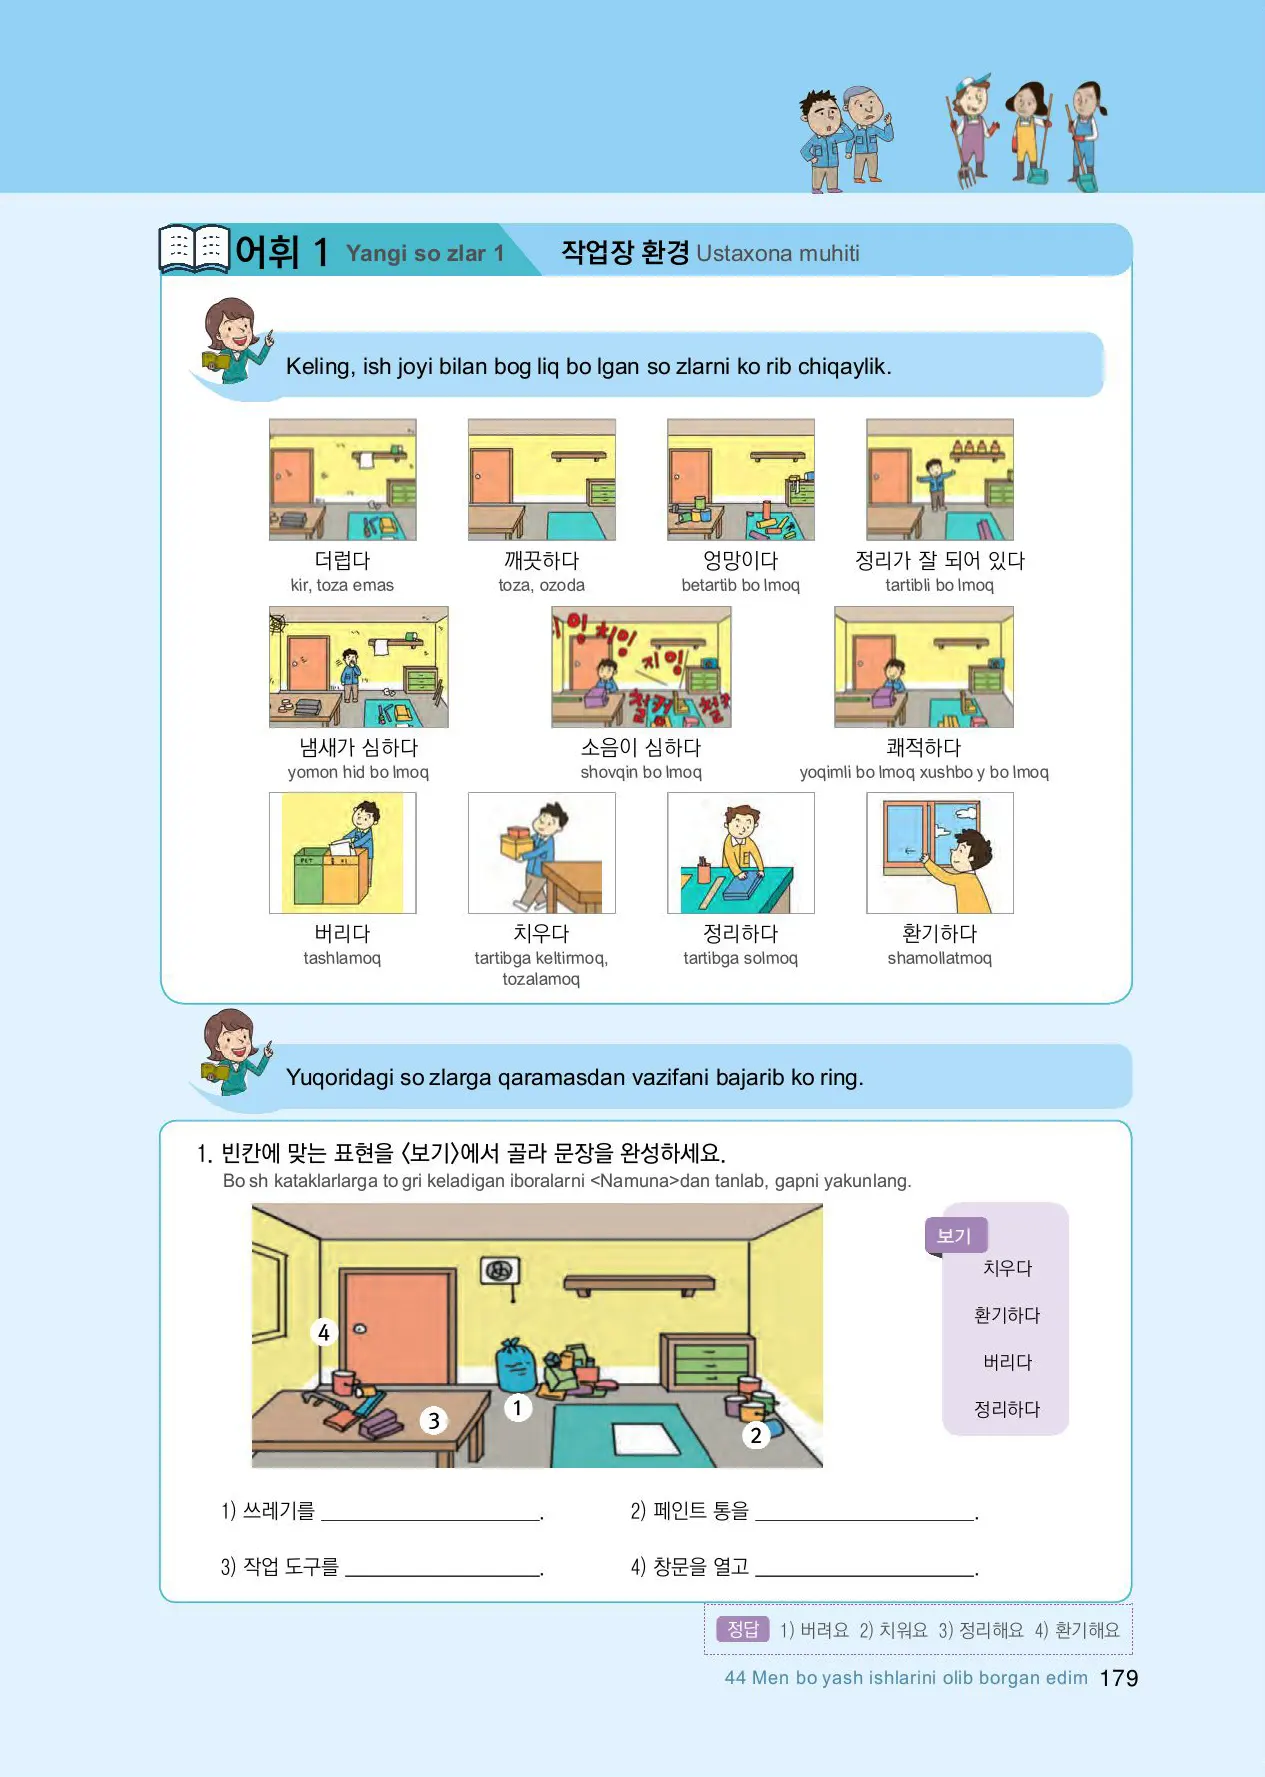 어휘 1 Yangi so zlar 1 작업장 환경 Ustaxona muhiti
Keling, ish joyi bilan bog liq bo lgan so zlarni ko rib chiqaylik.
더럽다 깨끗하다 엉망이다 정리가 잘 되어 있다
kir, toza emas toza, ozoda betartib bo lmoq tartibli bo lmoq
지잉 치잉 지잉
철커 철커
냄새가 심하다 소음이 심하다 쾌적하다
yomon hid bo lmoq shovqin bo lmoq yoqimli bo lmoq xushbo y bo lmoq
PET 종이
버리다 치우다 정리하다 환기하다
tashlamoq tartibga keltirmoq, tartibga solmoq shamollatmoq
tozalamoq
Yuqoridagi so zlarga qaramasdan vazifani bajarib ko ring.
1. 빈칸에 맞는 표현을 〈보기〉에서 골라 문장을 완성하세요.
Bo sh kataklarlarga to gri keladigan iboralarni <Namuna>dan tanlab, gapni yakunlang.
보기
치우다
환기하다
버리다
정리하다
4
1
3
2
1) 쓰레기를 ____________________. 2) 페인트 통을 ____________________.
3) 작업 도구를 ____________________. 4) 창문을 열고 ____________________.
정답 1) 버려요 2) 치워요 3) 정리해요 4) 환기해요
44 Men bo yash ishlarini olib borgan edim 179